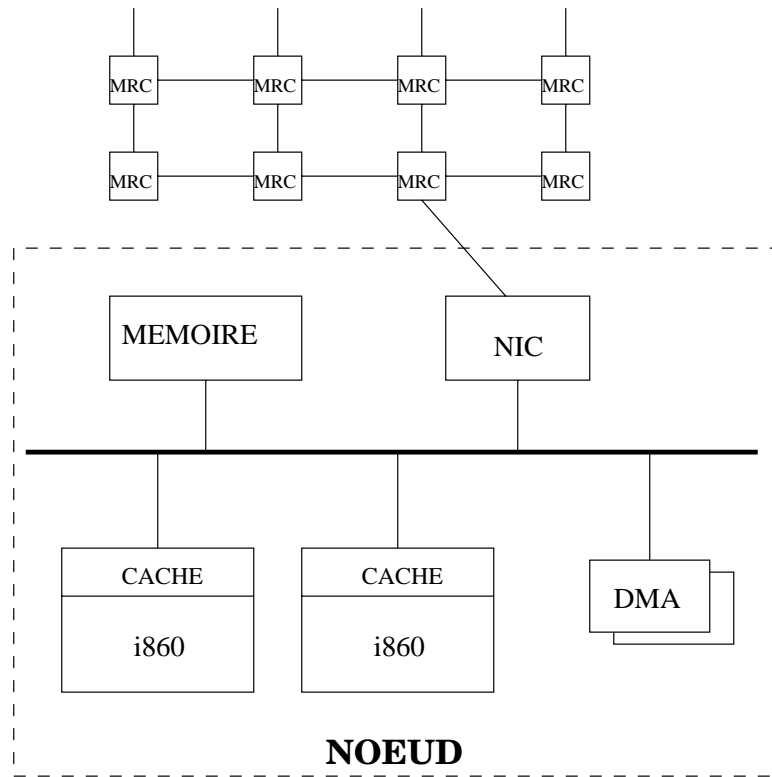 MRC MRC MRC MRC
MRC MRC MRC MRC
MEMOIRE
NIC
CACHE CACHE
DMA
i860 i860
NOEUD